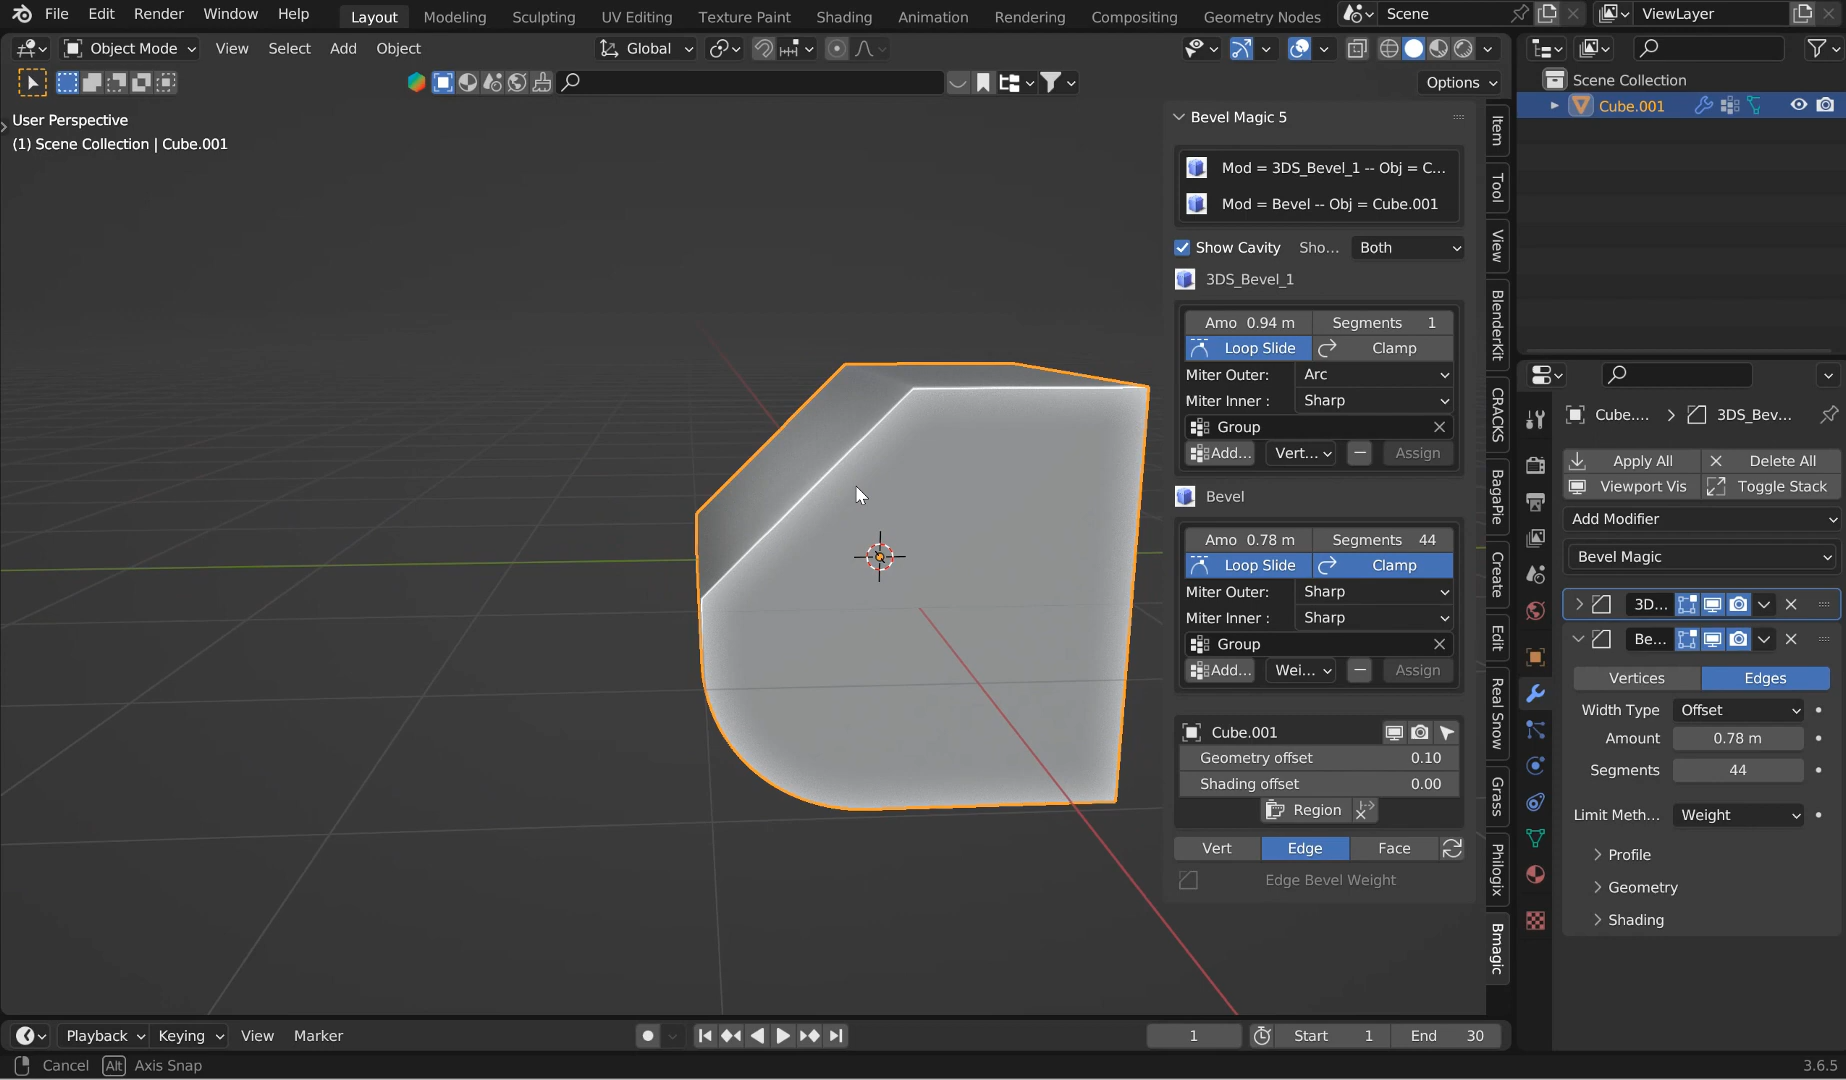 File Edit Render Window Help Layout Modeling Sculpting UV Editing Texture Paint Shading Animation Rendering Compositing Geometry Nodes Scene ViewLayer
Object Mode View Select Add Object Global
Options
User Perspective
(1) Scene Collection | Cube.001
Bevel Magic 5
Mod = 3DS_Bevel_1 -- Obj = C...
Mod = Bevel -- Obj = Cube.001
Show Cavity Sho... Both
3DS_Bevel_1
Amo 0.94 m Segments 1
Loop Slide Clamp
Miter Outer: Arc
Miter Inner : Sharp
Group
Add... Vert... Assign
Bevel
Amo 0.78 m Segments 44
Loop Slide Clamp
Miter Outer: Sharp
Miter Inner : Sharp
Group
Add... Wei... Assign
Cube.001
Geometry offset 0.10
Shading offset 0.00
Region
Vert Edge Face
Edge Bevel Weight
Item
Tool
View
BlenderKit
CRACKS
BagaPie
Create
Edit
Real Snow
Grass
Philogix
Bmagic
Scene Collection
Cube.001
Cube.... 3DS_Bev...
Apply All Delete All
Viewport Vis Toggle Stack
Add Modifier
Bevel Magic
3D...
Be...
Vertices Edges
Width Type Offset
Amount 0.78 m
Segments 44
Limit Meth... Weight
Profile
Geometry
Shading
Playback Keying View Marker 1 Start 1 End 30
Cancel Alt Axis Snap 3.6.5